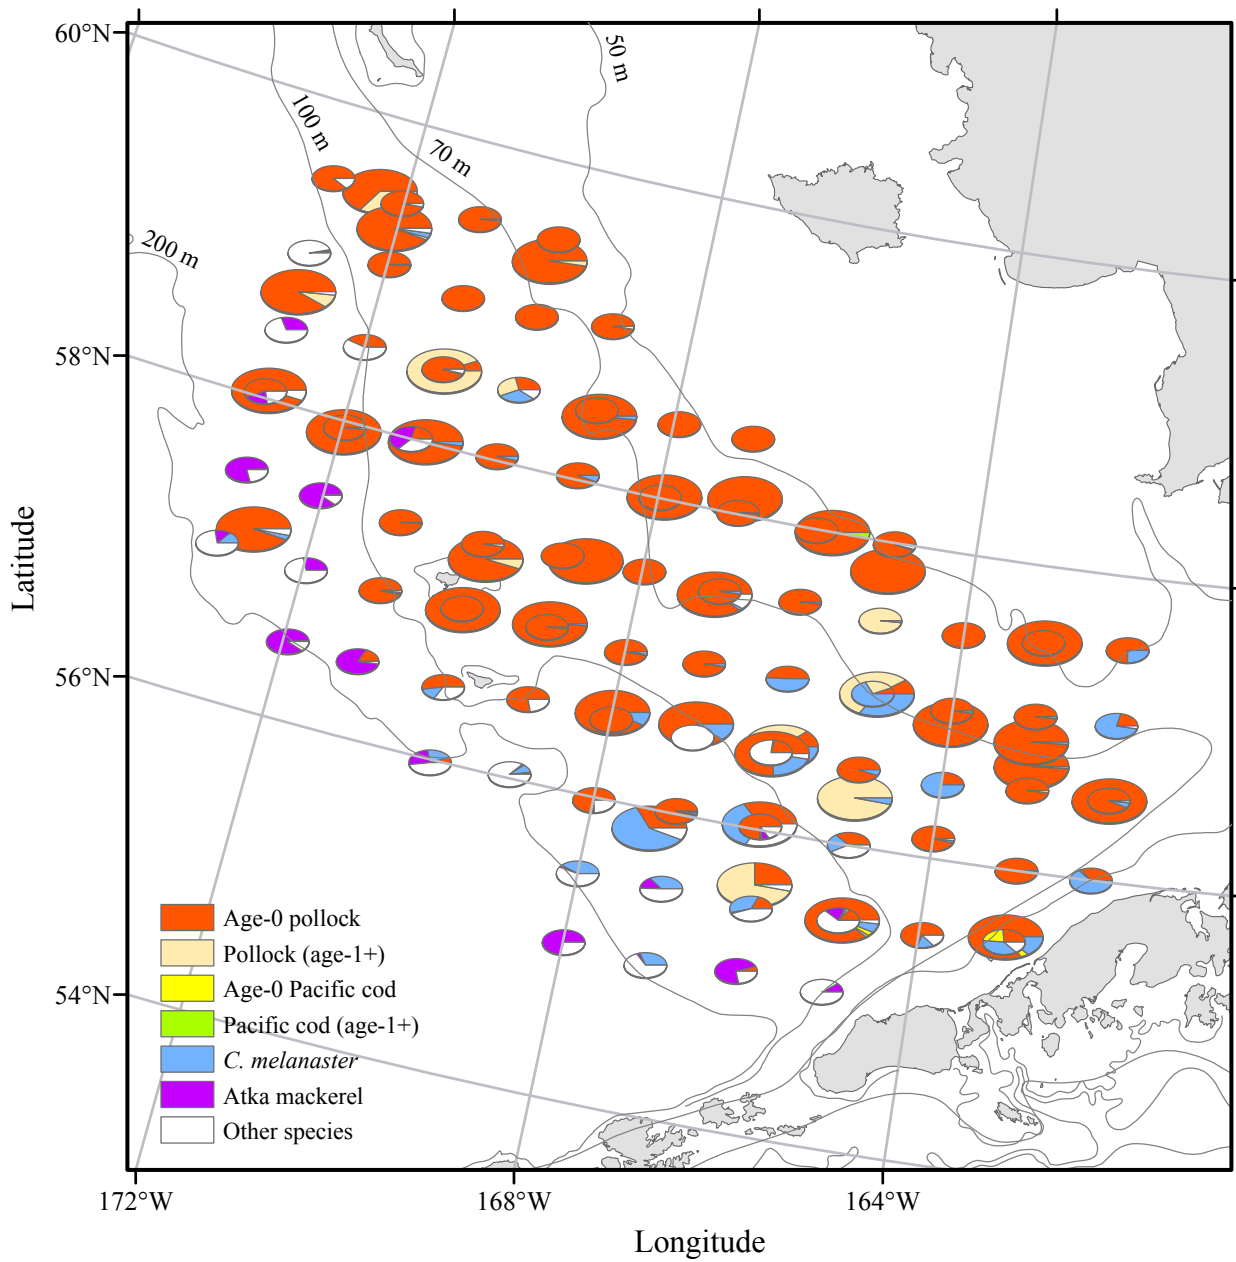 60°N
58°N
56°N
54°N
Latitude
50 m
100 m
70 m
200 m
Age-0 pollock
Pollock (age-1+)
Age-0 Pacific cod
Pacific cod (age-1+)
C. melanaster
Atka mackerel
Other species
172°W
168°W
164°W
Longitude